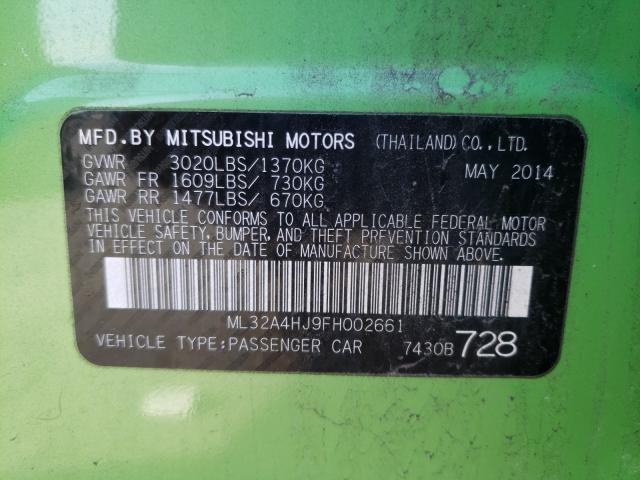 MFD.BY MITSUBISHI MOTORS (THAILAND) CO., LTD.
GVWR 3020LBS/1370KG MAY 2014
GAWR FR 1609LBS/ 730KG
GAWR RR 1477LBS/ 670KG
THIS VEHICLE CONFORMS TO ALL APPLICABLE FEDERAL MOTOR
VEHICLE SAFETY, BUMPER, AND THEFT PREVENTION STANDARDS
IN EFFECT ON THE DATE OF MANUFACTURE SHOWN ABOVE.
ML32A4HJ9FH002661
VEHICLE TYPE:PASSENGER CAR 7430B 728